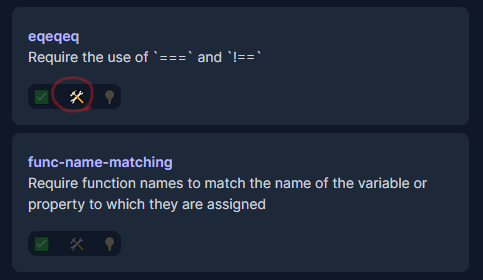 eqeqeq
Require the use of `===` and `!==`
func-name-matching
Require function names to match the name of the variable or
property to which they are assigned